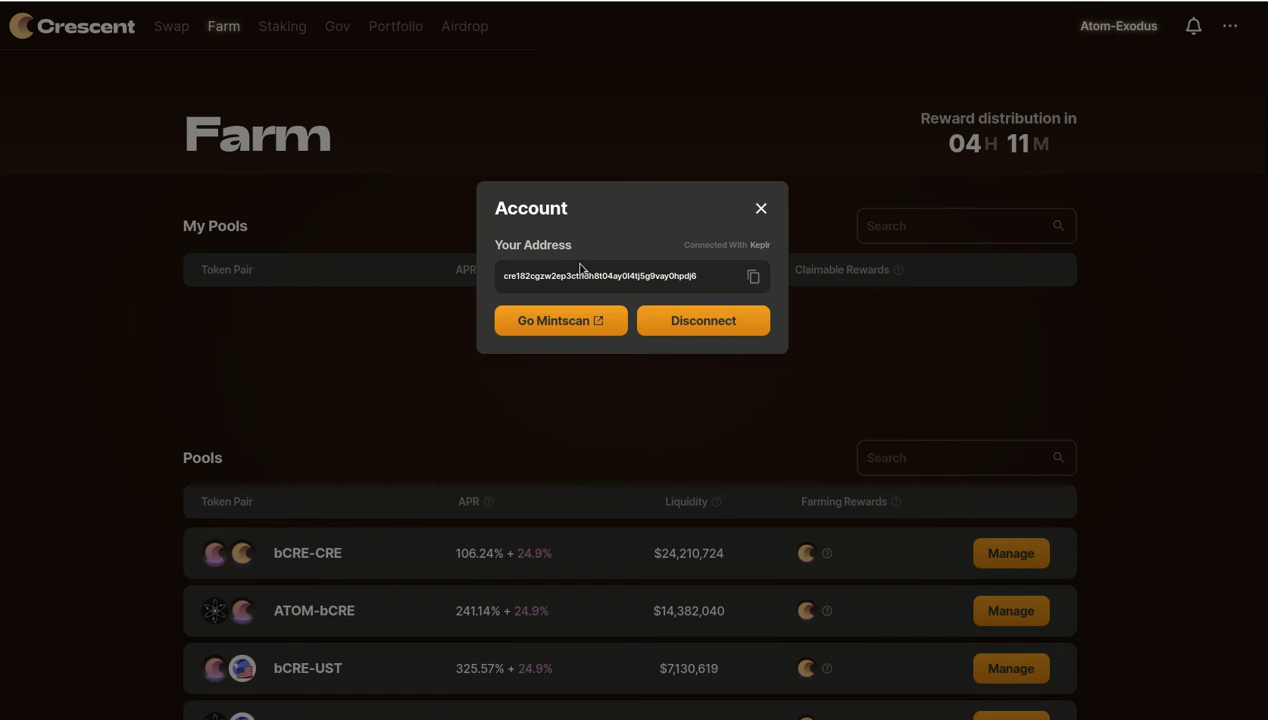 Crescent Swap Farm Staking Gov Portfolio Airdrop Atom-Exodus
Farm
Reward distribution in
04 H 11 M
Account
Your Address Connected With Keplr
Go Mintscan Disconnect
My Pools Search
Token Pair APR Claimable Rewards
Pools Search
Token Pair APR Liquidity Farming Rewards
bCRE-CRE 106.24% + 24.9% $24,210,724 Manage
ATOM-bCRE 241.14% + 24.9% $14,382,040 Manage
bCRE-UST 325.57% + 24.9% $7,130,619 Manage